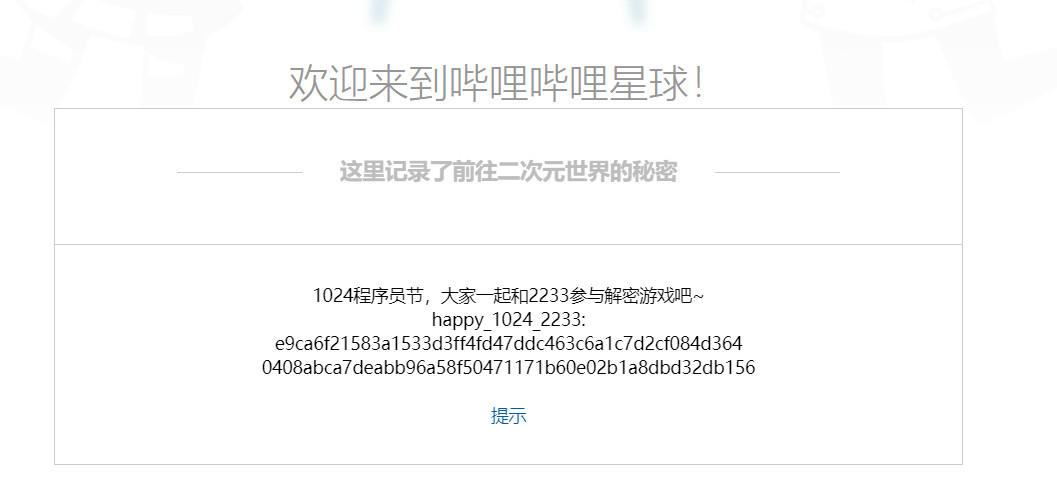 欢迎来到哔哩哔哩星球！
这里记录了前往二次元世界的秘密
1024程序员节，大家一起和2233参与解密游戏吧~
happy_1024_2233:
e9ca6f21583a1533d3ff4fd47ddc463c6a1c7d2cf084d364
0408abca7deabb96a58f50471171b60e02b1a8dbd32db156
提示